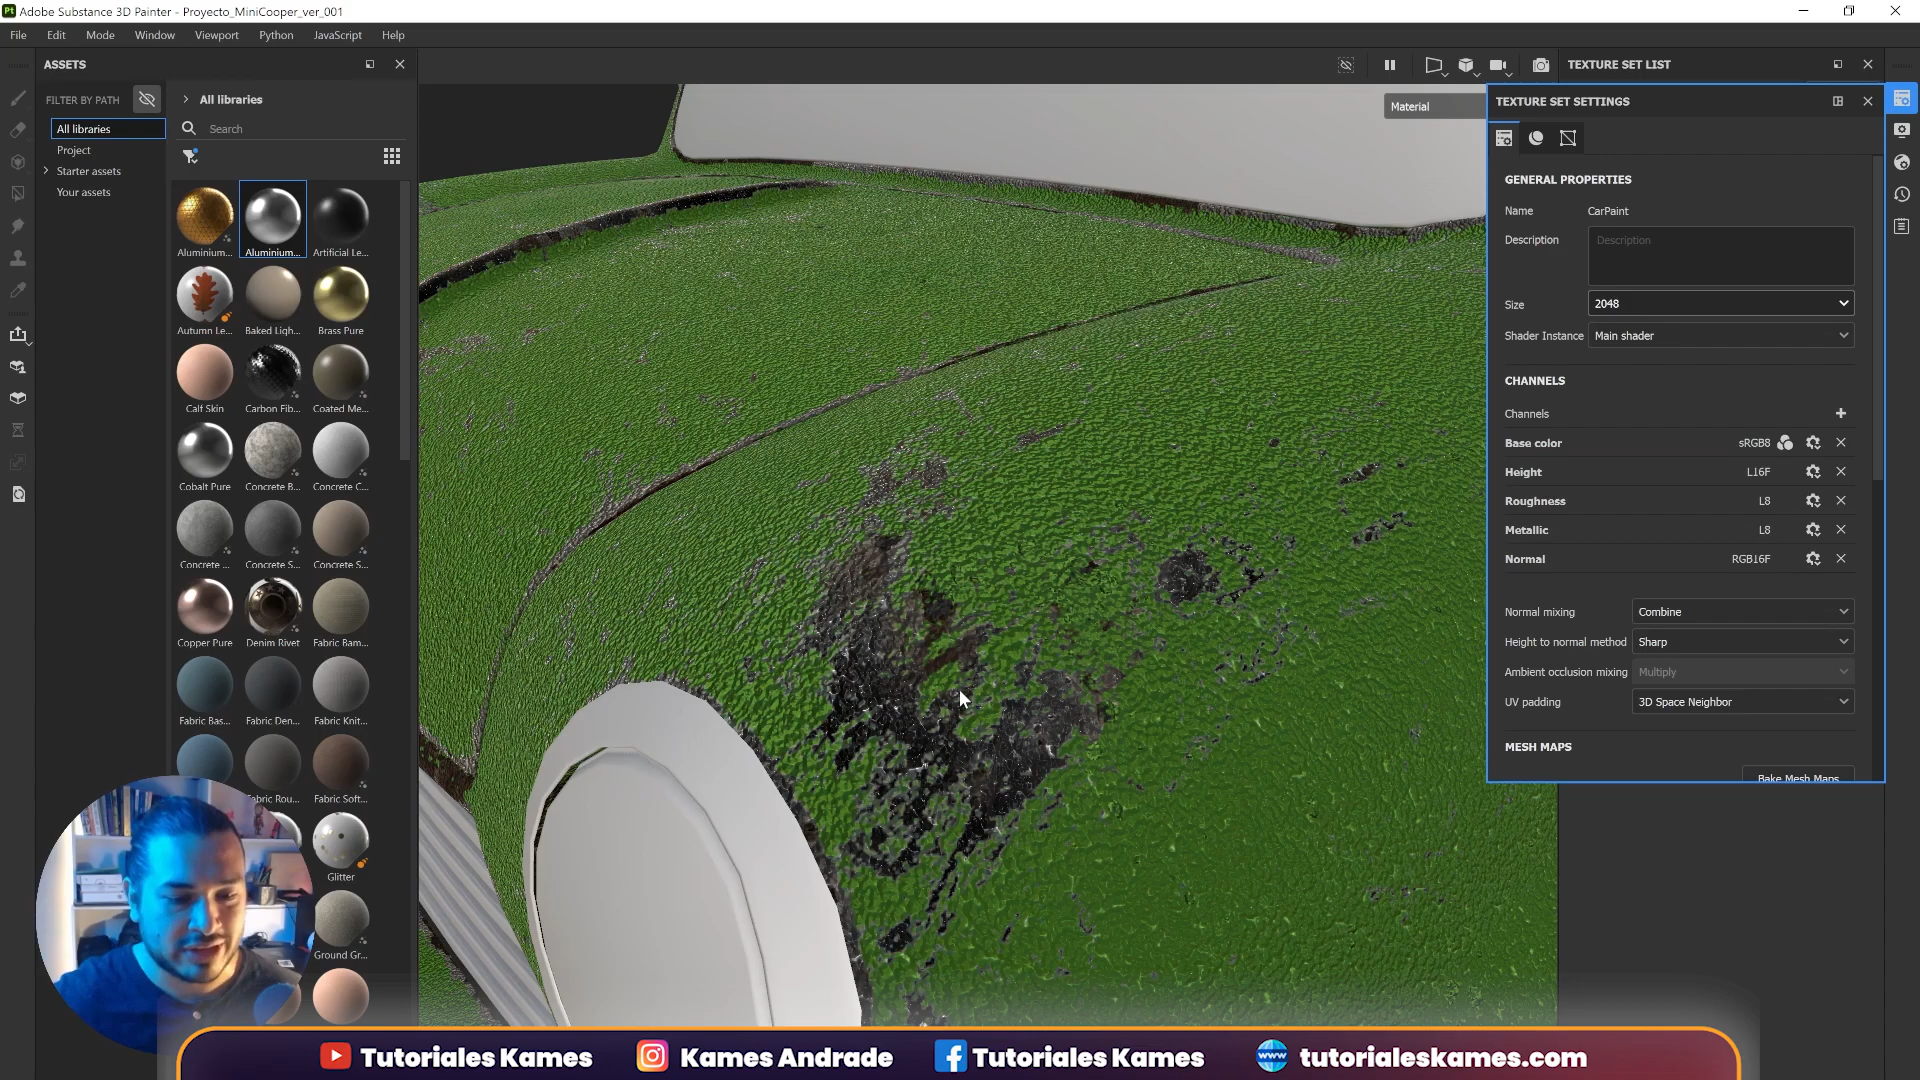 Adobe Substance 3D Painter - Proyecto_MiniCooper_ver_001
File Edit Mode Window Viewport Python JavaScript Help
ASSETS
FILTER BY PATH
All libraries
Project
Starter assets
Your assets
All libraries
Search
Aluminium... Aluminium... Artificial Le...
Autumn Le... Baked Ligh... Brass Pure
Calf Skin Carbon Fib... Coated Me...
Cobalt Pure Concrete B... Concrete C...
Concrete ... Concrete S... Concrete S...
Copper Pure Denim Rivet Fabric Bam...
Fabric Bas... Fabric Den... Fabric Knit...
Fabric Rou... Fabric Soft...
Glitter
Ground Gr...
Material
TEXTURE SET LIST
TEXTURE SET SETTINGS
GENERAL PROPERTIES
Name CarPaint
Description Description
Size 2048
Shader Instance Main shader
CHANNELS
Channels
Base color sRGB8
Height L16F
Roughness L8
Metallic L8
Normal RGB16F
Normal mixing Combine
Height to normal method Sharp
Ambient occlusion mixing Multiply
UV padding 3D Space Neighbor
MESH MAPS
Bake Mesh Maps
Tutoriales Kames Kames Andrade Tutoriales Kames www tutorialeskames.com